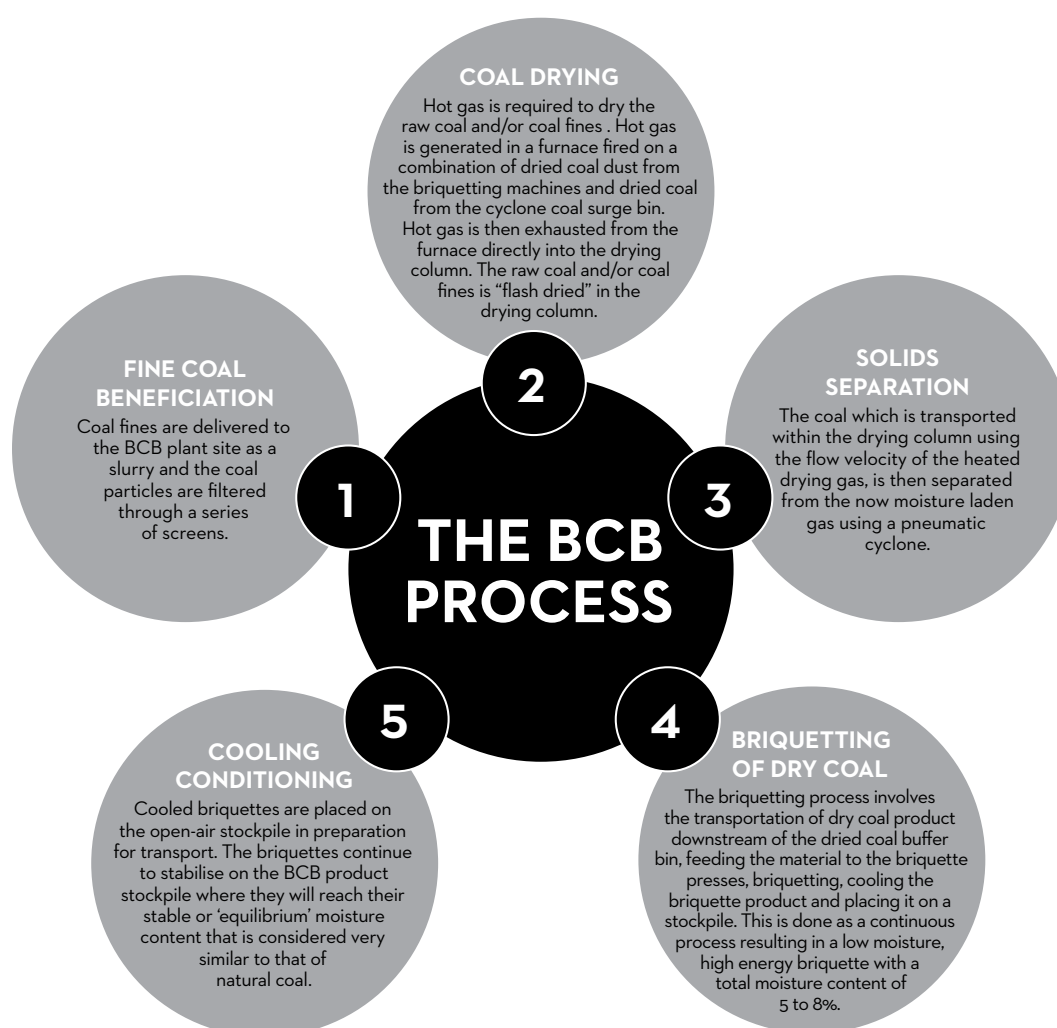 THE BCB
PROCESS
1
FINE COAL
BENEFICIATION
Coal fines are delivered to
the BCB plant site as a
slurry and the coal
particles are filtered
through a series
of screens.
2
COAL DRYING
Hot gas is required to dry the
raw coal and/or coal fines . Hot gas
is generated in a furnace fired on a
combination of dried coal dust from
the briquetting machines and dried coal
from the cyclone coal surge bin.
Hot gas is then exhausted from the
furnace directly into the drying
column. The raw coal and/or coal
fines is “flash dried” in the
drying column.
3
SOLIDS
SEPARATION
The coal which is transported
within the drying column using
the flow velocity of the heated
drying gas, is then separated
from the now moisture laden
gas using a pneumatic
cyclone.
4
BRIQUETTING
OF DRY COAL
The briquetting process involves
the transportation of dry coal product
downstream of the dried coal buffer
bin, feeding the material to the briquette
presses, briquetting, cooling the
briquette product and placing it on a
stockpile. This is done as a continuous
process resulting in a low moisture,
high energy briquette with a
total moisture content of
5 to 8%.
5
COOLING
CONDITIONING
Cooled briquettes are placed on
the open-air stockpile in preparation
for transport. The briquettes continue
to stabilise on the BCB product
stockpile where they will reach their
stable or ‘equilibrium’ moisture
content that is considered very
similar to that of
natural coal.